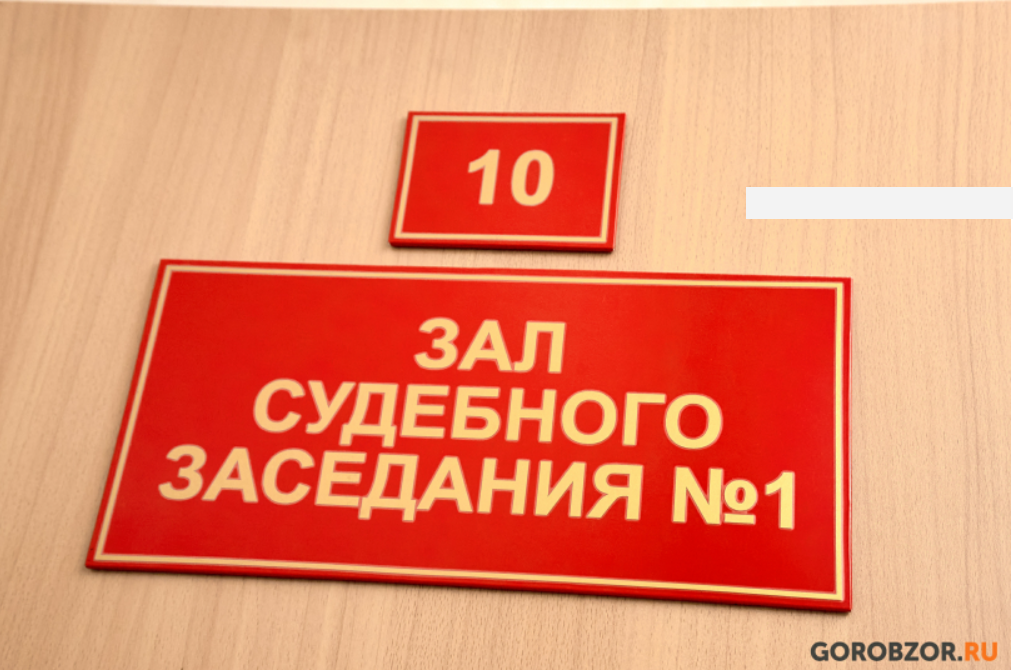 10
ЗАЛ
СУДЕБНОГО
ЗАСЕДАНИЯ №1
GOROBZOR.RU